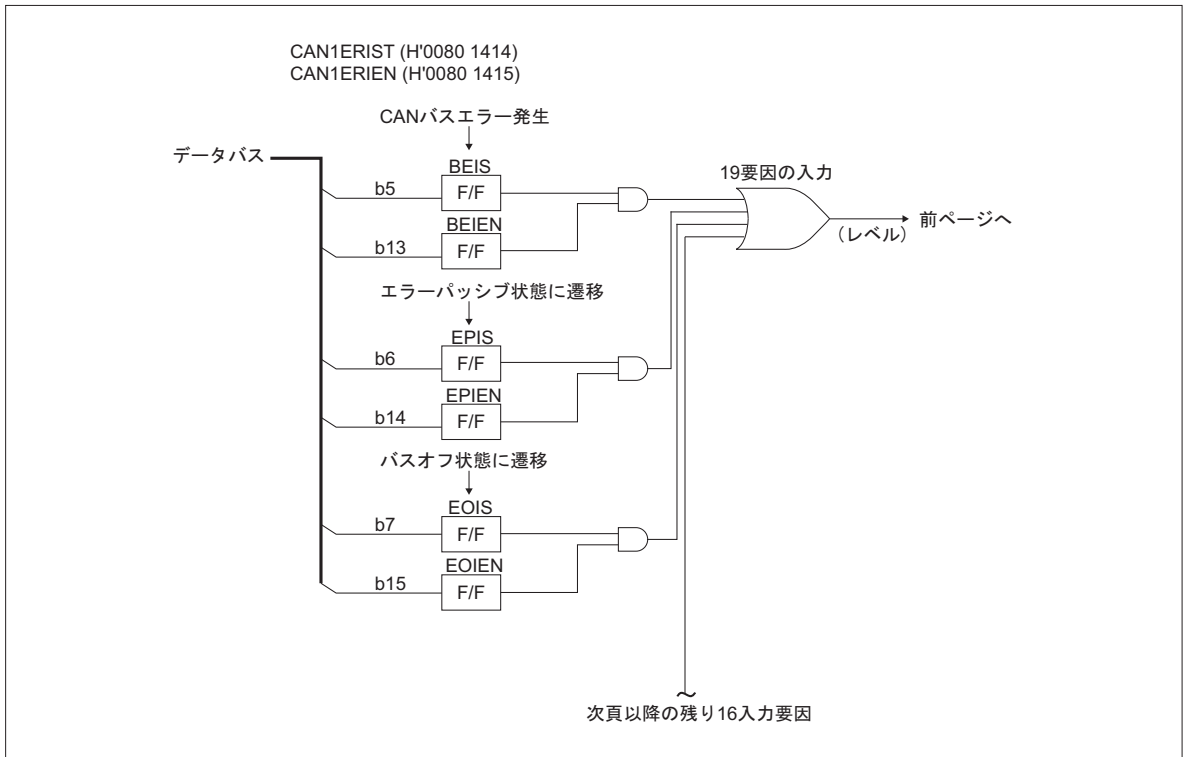 CAN1ERIST (H'0080 1414)
CAN1ERIEN (H'0080 1415)
CANバスエラー発生
データバス
BEIS
b5
F/F
BEIEN
b13
F/F
19要因の入力
(レベル)
前ページへ
エラーパッシブ状態に遷移
EPIS
b6
F/F
EPIEN
b14
F/F
バスオフ状態に遷移
EOIS
b7
F/F
EOIEN
b15
F/F
次頁以降の残り16入力要因